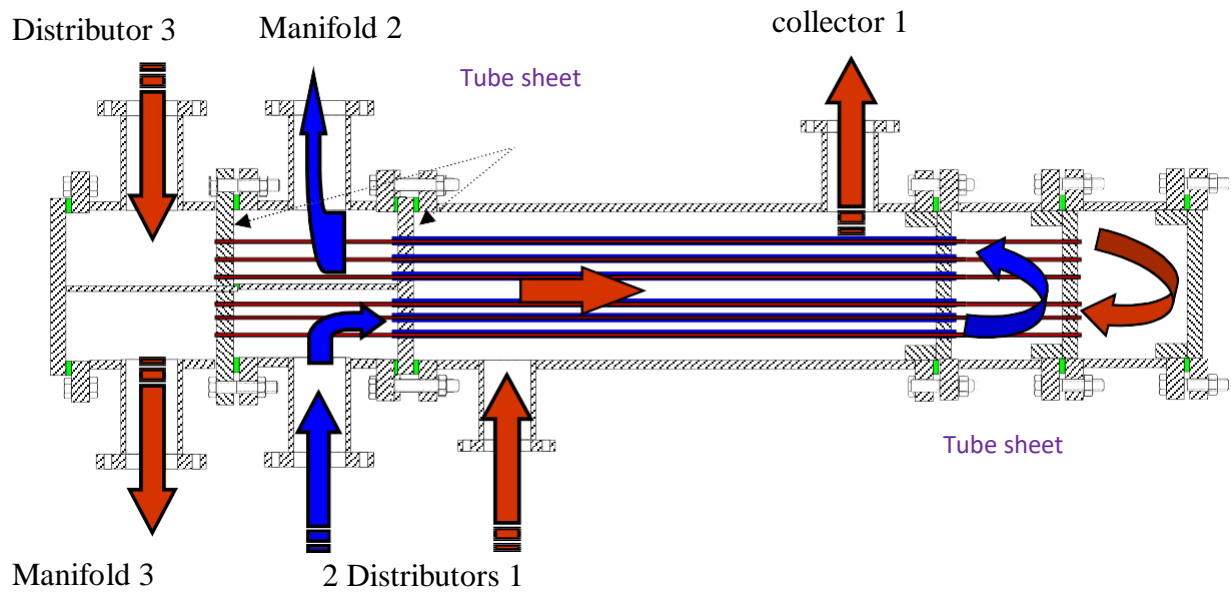 Distributor 3
Manifold 2
collector 1
Tube sheet
Tube sheet
Manifold 3
2 Distributors 1